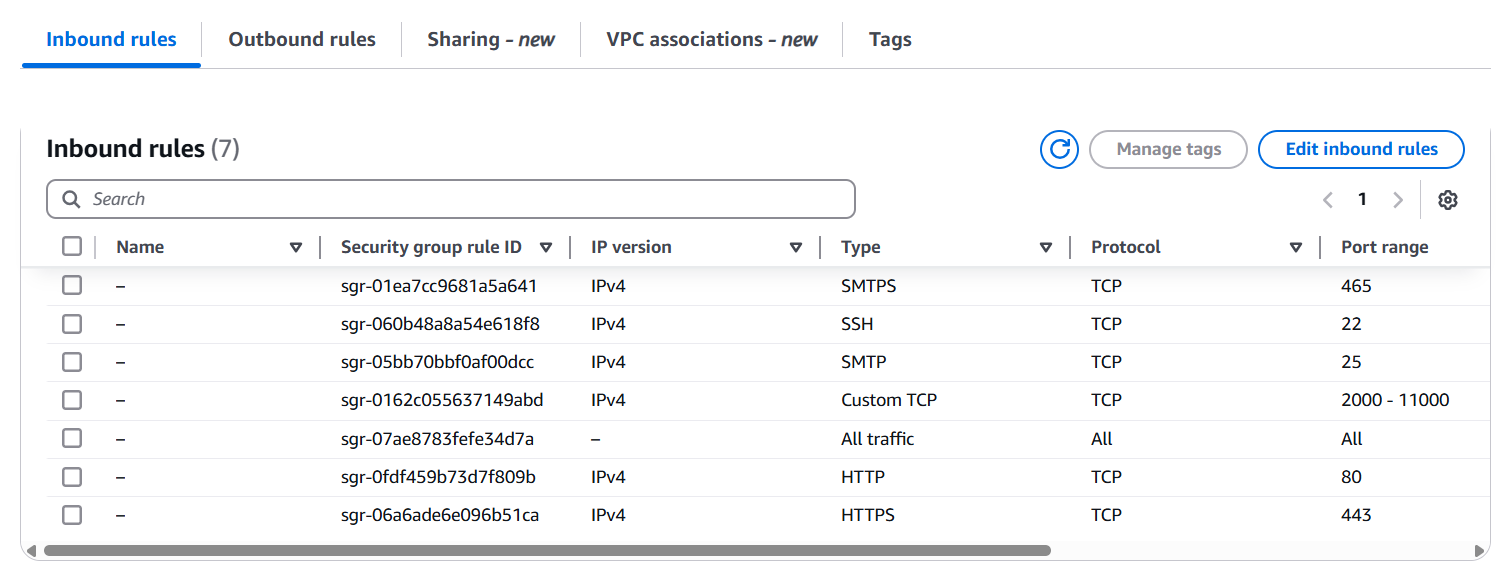 Inbound rules Outbound rules Sharing - new VPC associations - new Tags
Inbound rules (7) Manage tags Edit inbound rules
Search 1
Name Security group rule ID IP version Type Protocol Port range
– sgr-01ea7cc9681a5a641 IPv4 SMTPS TCP 465
– sgr-060b48a8a54e618f8 IPv4 SSH TCP 22
– sgr-05bb70bbf0af00dcc IPv4 SMTP TCP 25
– sgr-0162c055637149abd IPv4 Custom TCP TCP 2000 - 11000
– sgr-07ae8783fefe34d7a – All traffic All All
– sgr-0fdf459b73d7f809b IPv4 HTTP TCP 80
– sgr-06a6ade6e096b51ca IPv4 HTTPS TCP 443